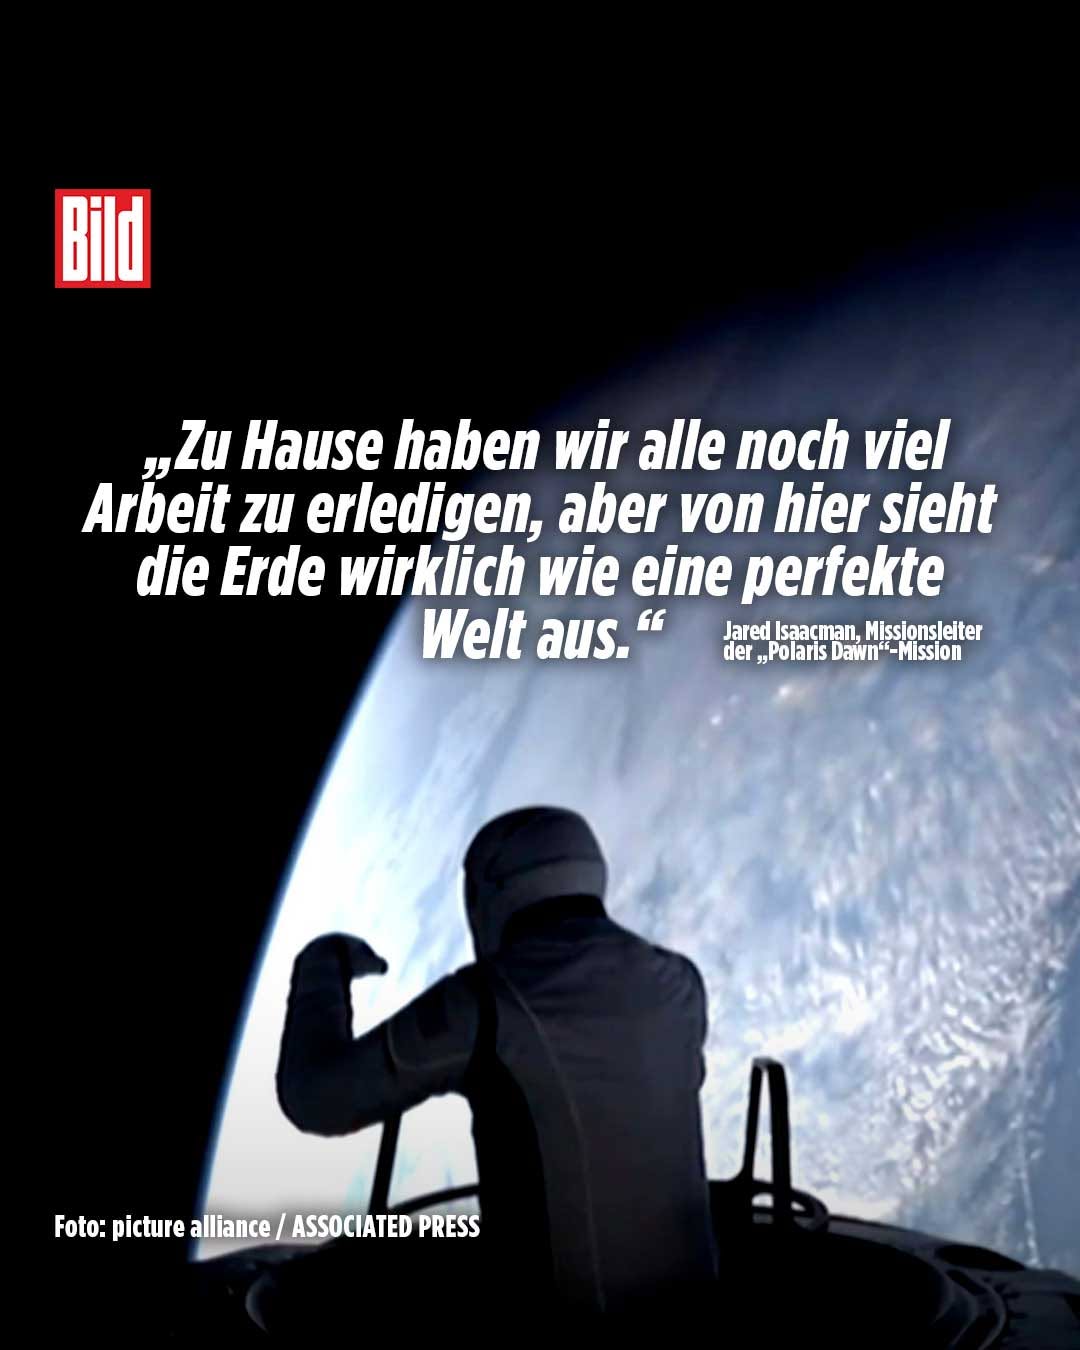 Bild
„Zu Hause haben wir alle noch viel
Arbeit zu erledigen, aber von hier sieht
die Erde wirklich wie eine perfekte
Welt aus.“
Jared Isaacman, Missionsleiter
der „Polaris Dawn“-Mission
Foto: picture alliance / ASSOCIATED PRESS